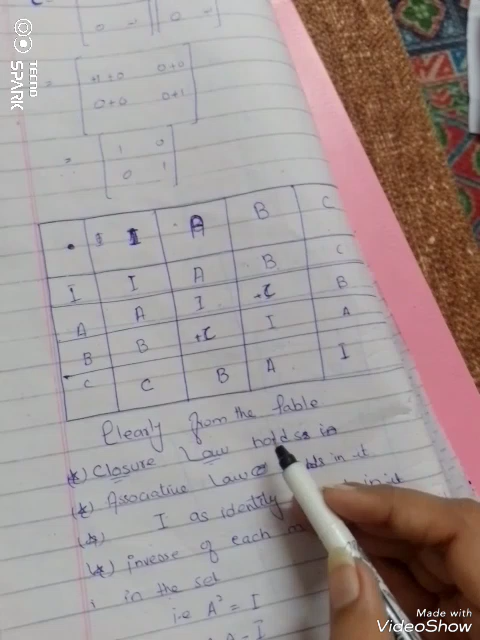 = [ +1+0 0+0
0+0 0+1 ]
= [ 1 0
0 1 ]
• I A B C
I I A B C
A A I C B
B B C I A
C C B A I
Clearly from the table
(*) Closure Law holds in
(*) Associative Law holds in it
(*) I as identity in it
(*) inverse of each
in the set
i.e A² = I
TECNO
SPARK
Made with
VideoShow